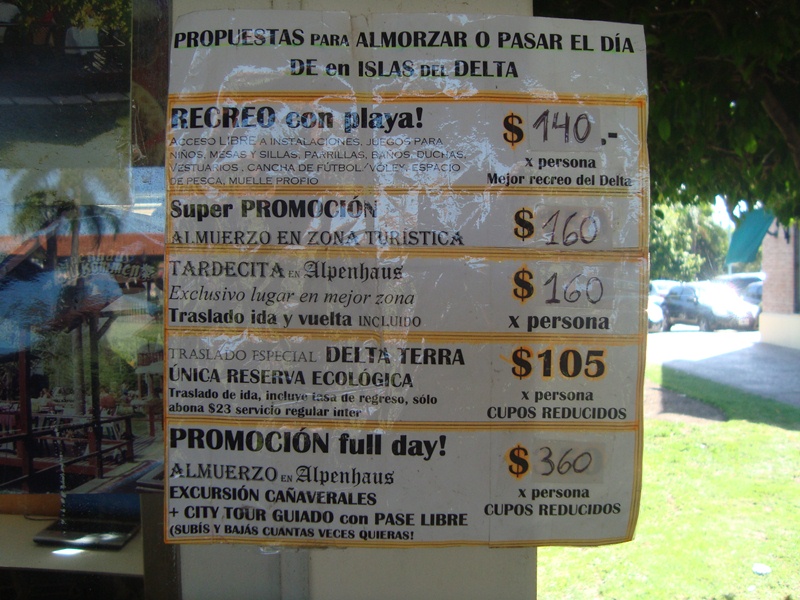 PROPUESTAS PARA ALMORZAR O PASAR EL DÍA
DE en ISLAS DEL DELTA
RECREO con playa!
ACCESO LIBRE A INSTALACIONES, JUEGOS PARA
NIÑOS, MESAS Y SILLAS, PARRILLAS, BAÑOS, DUCHAS,
VESTUARIOS, CANCHA DE FÚTBOL/VÓLEY, ESPACIO
DE PESCA, MUELLE PROPIO
$ 140.-
x persona
Mejor recreo del Delta
Super PROMOCIÓN
ALMUERZO EN ZONA TURÍSTICA
$ 160
TARDECITA EN Alpenhaus
Exclusivo lugar en mejor zona
Traslado ida y vuelta INCLUIDO
$ 160
x persona
TRASLADO ESPECIAL DELTA TERRA
ÚNICA RESERVA ECOLÓGICA
Traslado de ida, incluye tasa de regreso, sólo
abona $23 servicio regular inter
$105
x persona
CUPOS REDUCIDOS
PROMOCIÓN full day!
ALMUERZO EN Alpenhaus
EXCURSIÓN CAÑAVERALES
+ CITY TOUR GUIADO con PASE LIBRE
(SUBÍS Y BAJÁS CUANTAS VECES QUIERAS!
$ 360
x persona
CUPOS REDUCIDOS